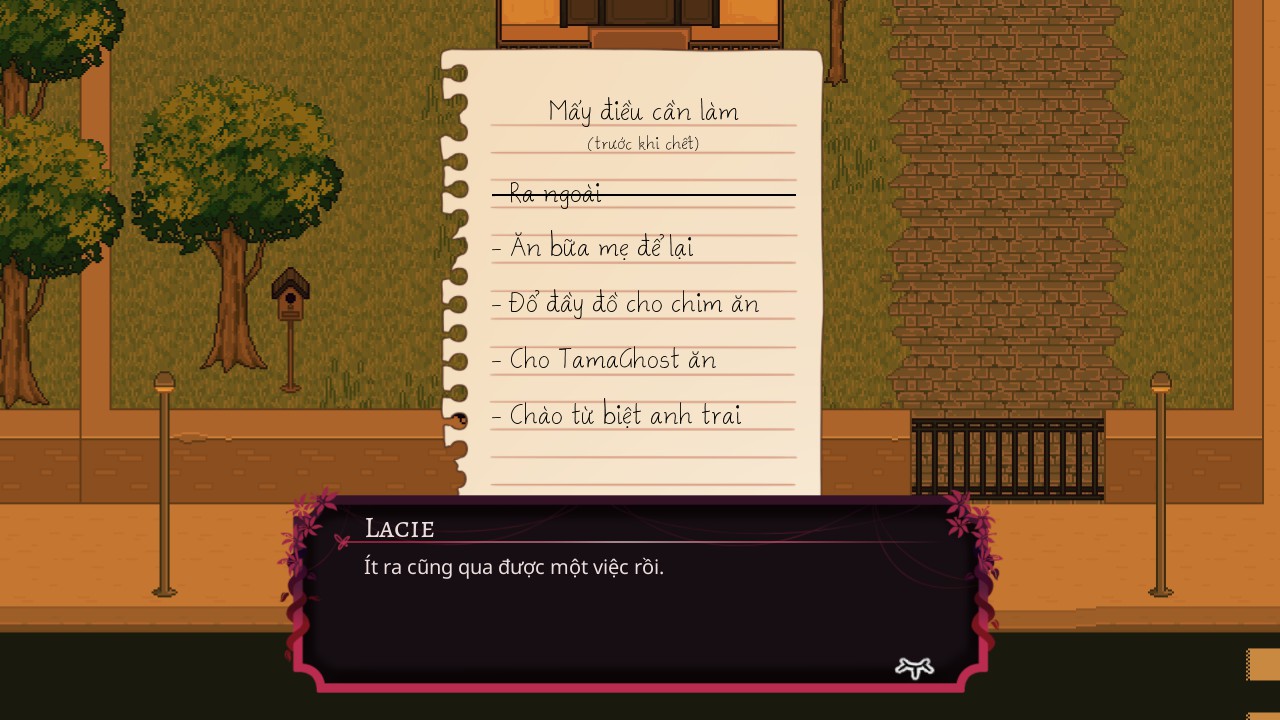 Mấy điều cần làm
(trước khi chết)
- Ra ngoài
- Ăn bữa mẹ để lại
- Đổ đầy đồ cho chim ăn
- Cho TamaGhost ăn
- Chào từ biệt anh trai
Lacie
Ít ra cũng qua được một việc rồi.